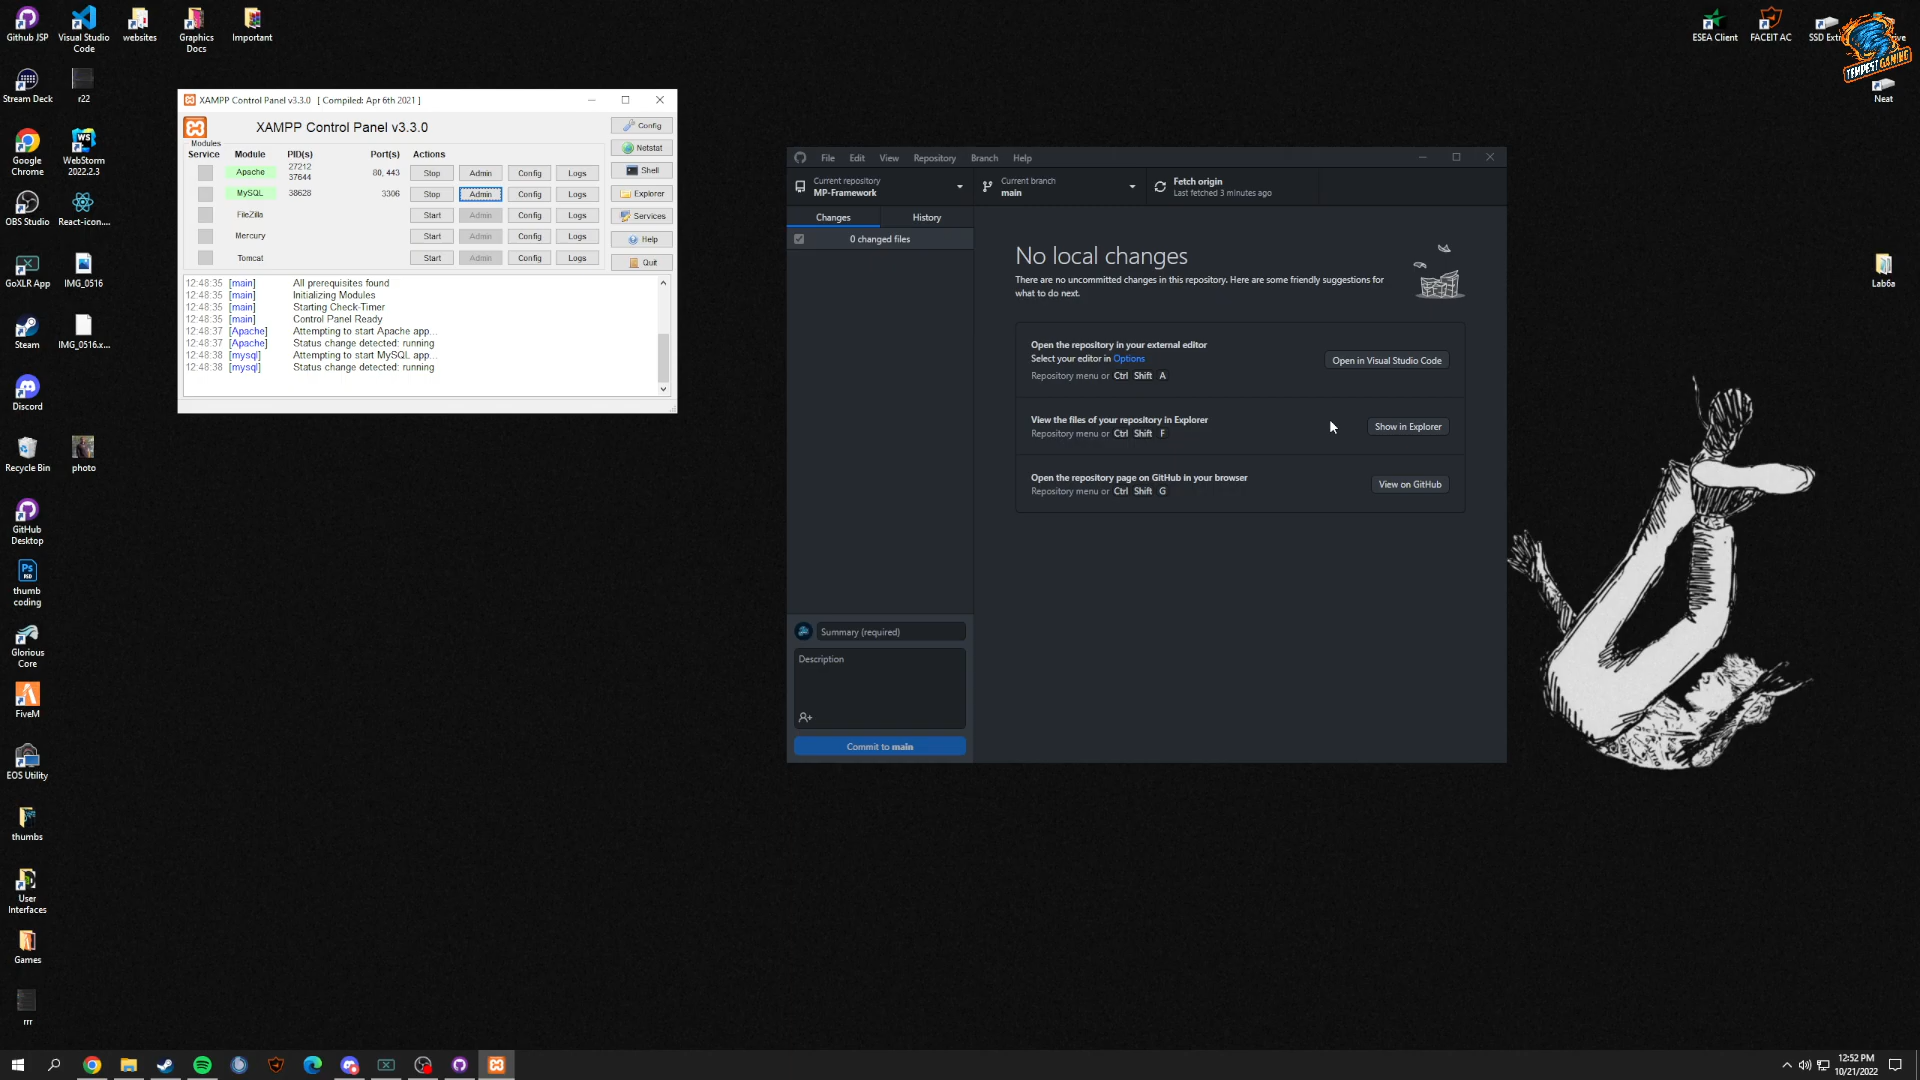 Github JSP
Visual Studio Code
websites
Graphics Docs
Important
Stream Deck
r22
Google Chrome
WebStorm 2022.2.3
OBS Studio
React-icon....
GoXLR App
IMG_0516
Steam
IMG_0516.x...
Discord
Recycle Bin
photo
GitHub Desktop
thumb coding
Glorious Core
FiveM
EOS Utility
thumbs
User Interfaces
Games
rrr
ESEA Client
FACEIT AC
SSD Ext
TEMPEST GAMING
Neat
Lab6a
XAMPP Control Panel v3.3.0 [ Compiled: Apr 6th 2021 ]
XAMPP Control Panel v3.3.0
Config
Modules
Netstat
Service Module PID(s) Port(s) Actions
Apache 27212 37644 80, 443 Stop Admin Config Logs
Shell
MySQL 38628 3306 Stop Admin Config Logs
Explorer
FileZilla Start Admin Config Logs
Services
Mercury Start Admin Config Logs
Help
Tomcat Start Admin Config Logs
Quit
12:48:35 [main] All prerequisites found
12:48:35 [main] Initializing Modules
12:48:35 [main] Starting Check-Timer
12:48:35 [main] Control Panel Ready
12:48:37 [Apache] Attempting to start Apache app...
12:48:37 [Apache] Status change detected: running
12:48:38 [mysql] Attempting to start MySQL app...
12:48:38 [mysql] Status change detected: running
File Edit View Repository Branch Help
Current repository
MP-Framework
Current branch
main
Fetch origin
Last fetched 3 minutes ago
Changes History
0 changed files
No local changes
There are no uncommitted changes in this repository. Here are some friendly suggestions for
what to do next.
Open the repository in your external editor
Select your editor in Options
Repository menu or Ctrl Shift A
Open in Visual Studio Code
View the files of your repository in Explorer
Repository menu or Ctrl Shift F
Show in Explorer
Open the repository page on GitHub in your browser
Repository menu or Ctrl Shift G
View on GitHub
Summary (required)
Description
Commit to main
12:52 PM
10/21/2022